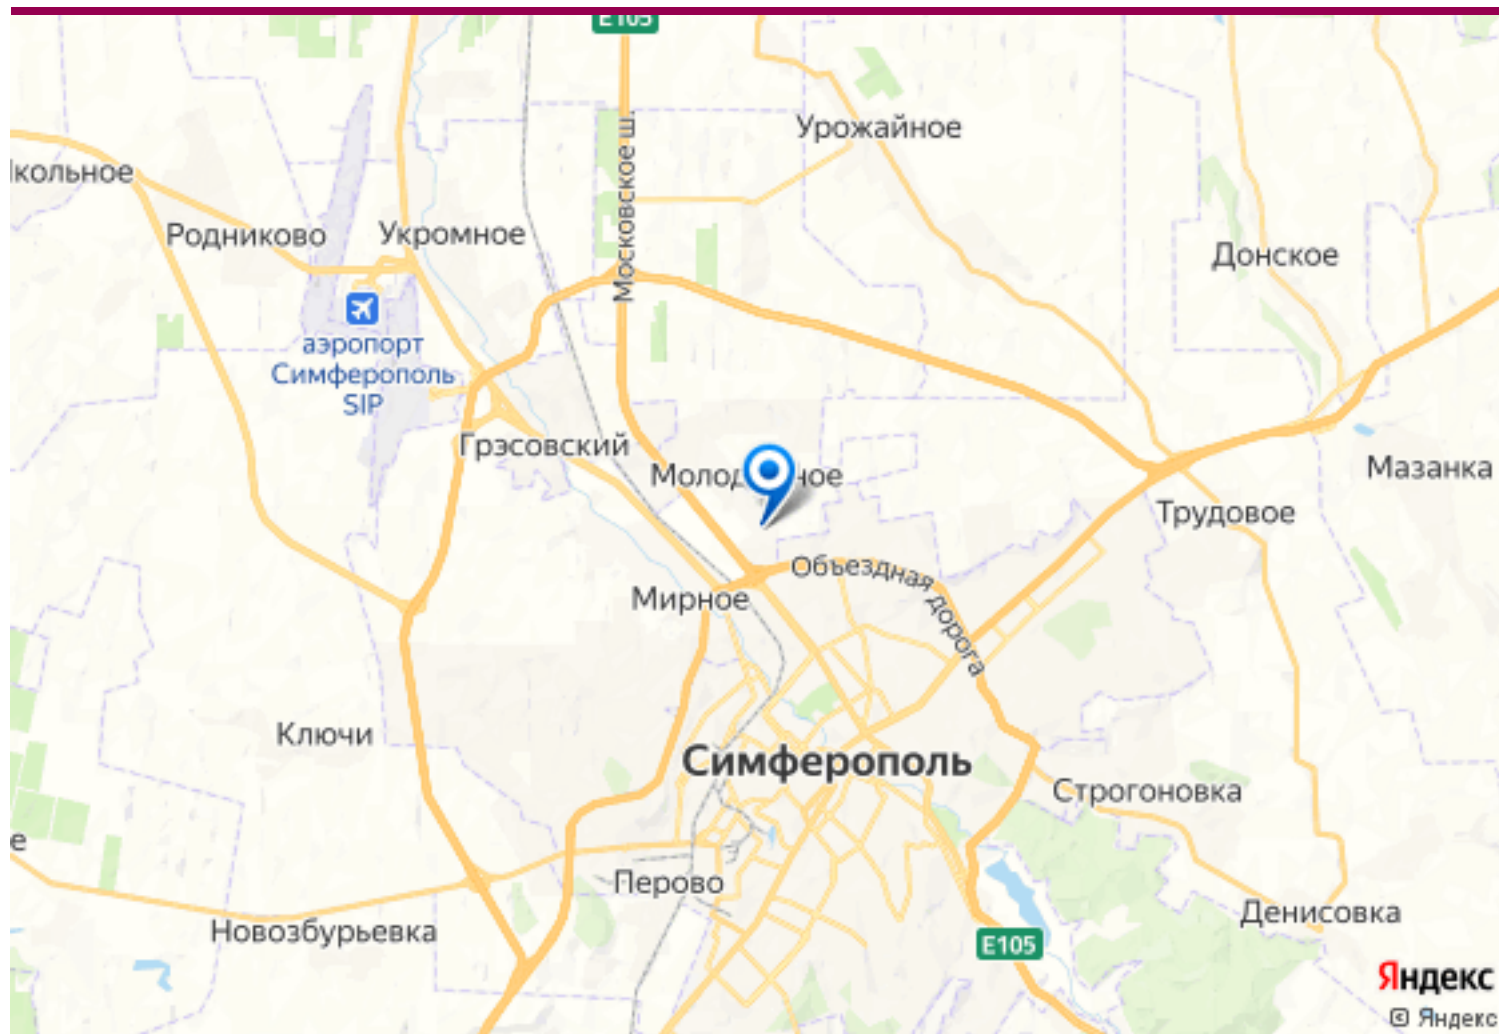 E105
Урожайное
Московское ш.
кольное
Родниково
Укромное
Донское
аэропорт
Симферополь
SIP
Грэсовский
Мазанка
Трудовое
Объездная дорога
Мирное
Ключи
Симферополь
Строгоновка
е
Перово
Денисовка
Новозбурьевка
E105
Яндекс
© Яндекс